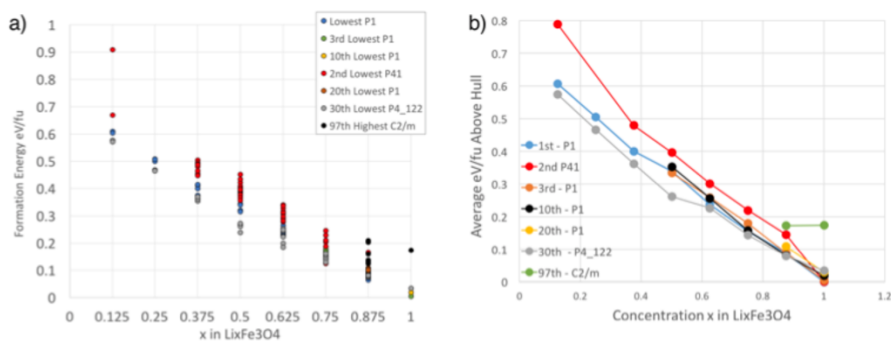 a)
Formation Energy eV/fu
1
0.9
0.8
0.7
0.6
0.5
0.4
0.3
0.2
0.1
0
0 0.125 0.25 0.375 0.5 0.625 0.75 0.875 1
x in LixFe3O4
Lowest P1
3rd Lowest P1
10th Lowest P1
2nd Lowest P41
20th Lowest P1
30th Lowest P4_122
97th Highest C2/m
b)
Average eV/fu Above Hull
0.8
0.7
0.6
0.5
0.4
0.3
0.2
0.1
0
0 0.2 0.4 0.6 0.8 1 1.2
Concentration x in LixFe3O4
1st - P1
2nd P41
3rd - P1
10th - P1
20th - P1
30th - P4_122
97th - C2/m